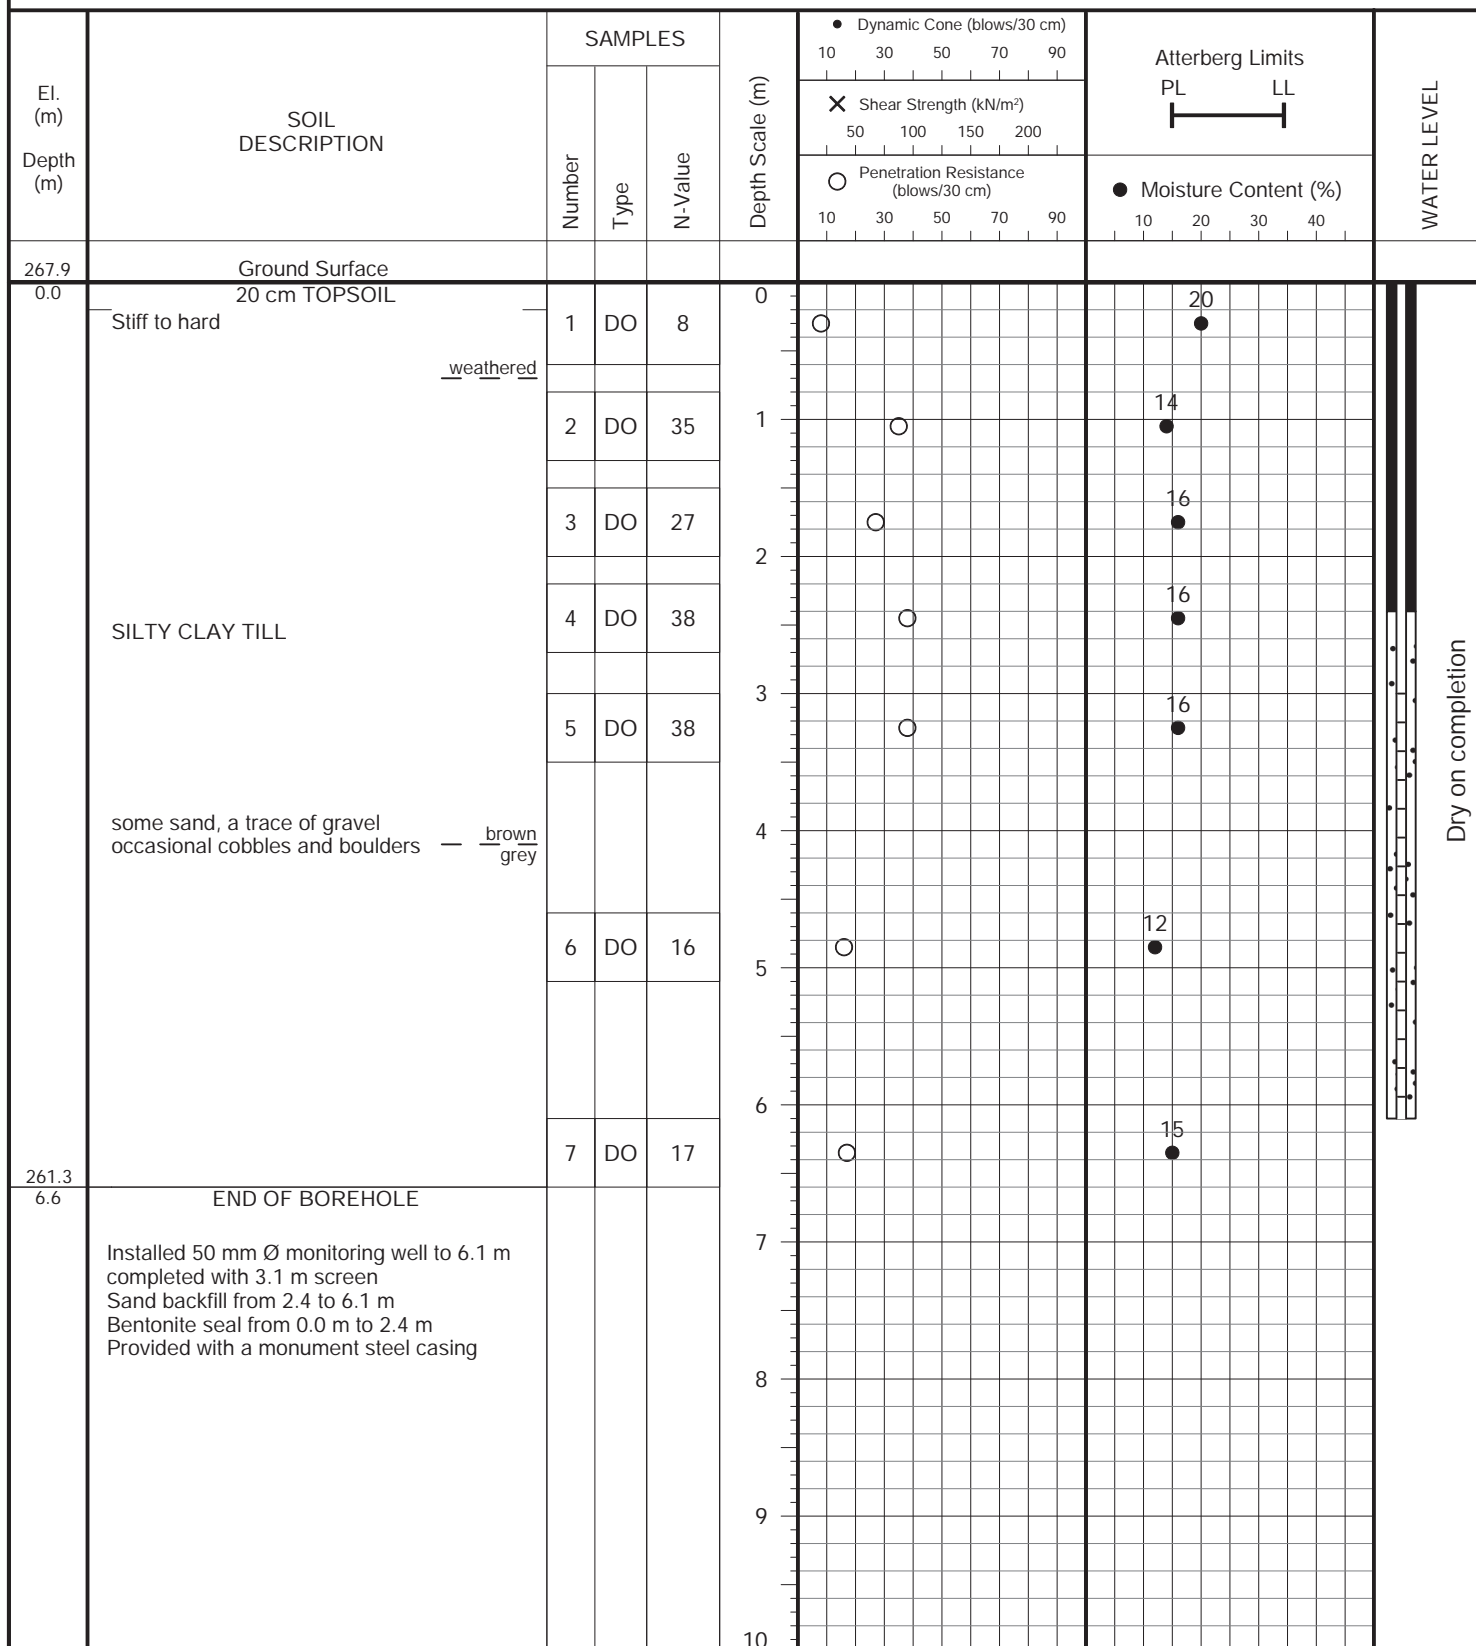 El.
(m)
Depth
(m)
SOIL
DESCRIPTION
SAMPLES
Number
Type
N-Value
Depth Scale (m)
Dynamic Cone (blows/30 cm)
10 30 50 70 90
Shear Strength (kN/m²)
50 100 150 200
Penetration Resistance
(blows/30 cm)
10 30 50 70 90
Atterberg Limits
PL LL
Moisture Content (%)
10 20 30 40
WATER LEVEL
267.9 Ground Surface
0.0 20 cm TOPSOIL 0
Stiff to hard 1 DO 8 20
weathered
2 DO 35 1 14
3 DO 27 16
2
SILTY CLAY TILL 4 DO 38 16
3
5 DO 38 16
Dry on completion
some sand, a trace of gravel brown 4
occasional cobbles and boulders grey
6 DO 16 12
5
6
7 DO 17 15
261.3
6.6 END OF BOREHOLE
Installed 50 mm Ø monitoring well to 6.1 m 7
completed with 3.1 m screen
Sand backfill from 2.4 to 6.1 m
Bentonite seal from 0.0 m to 2.4 m
Provided with a monument steel casing
8
9
10